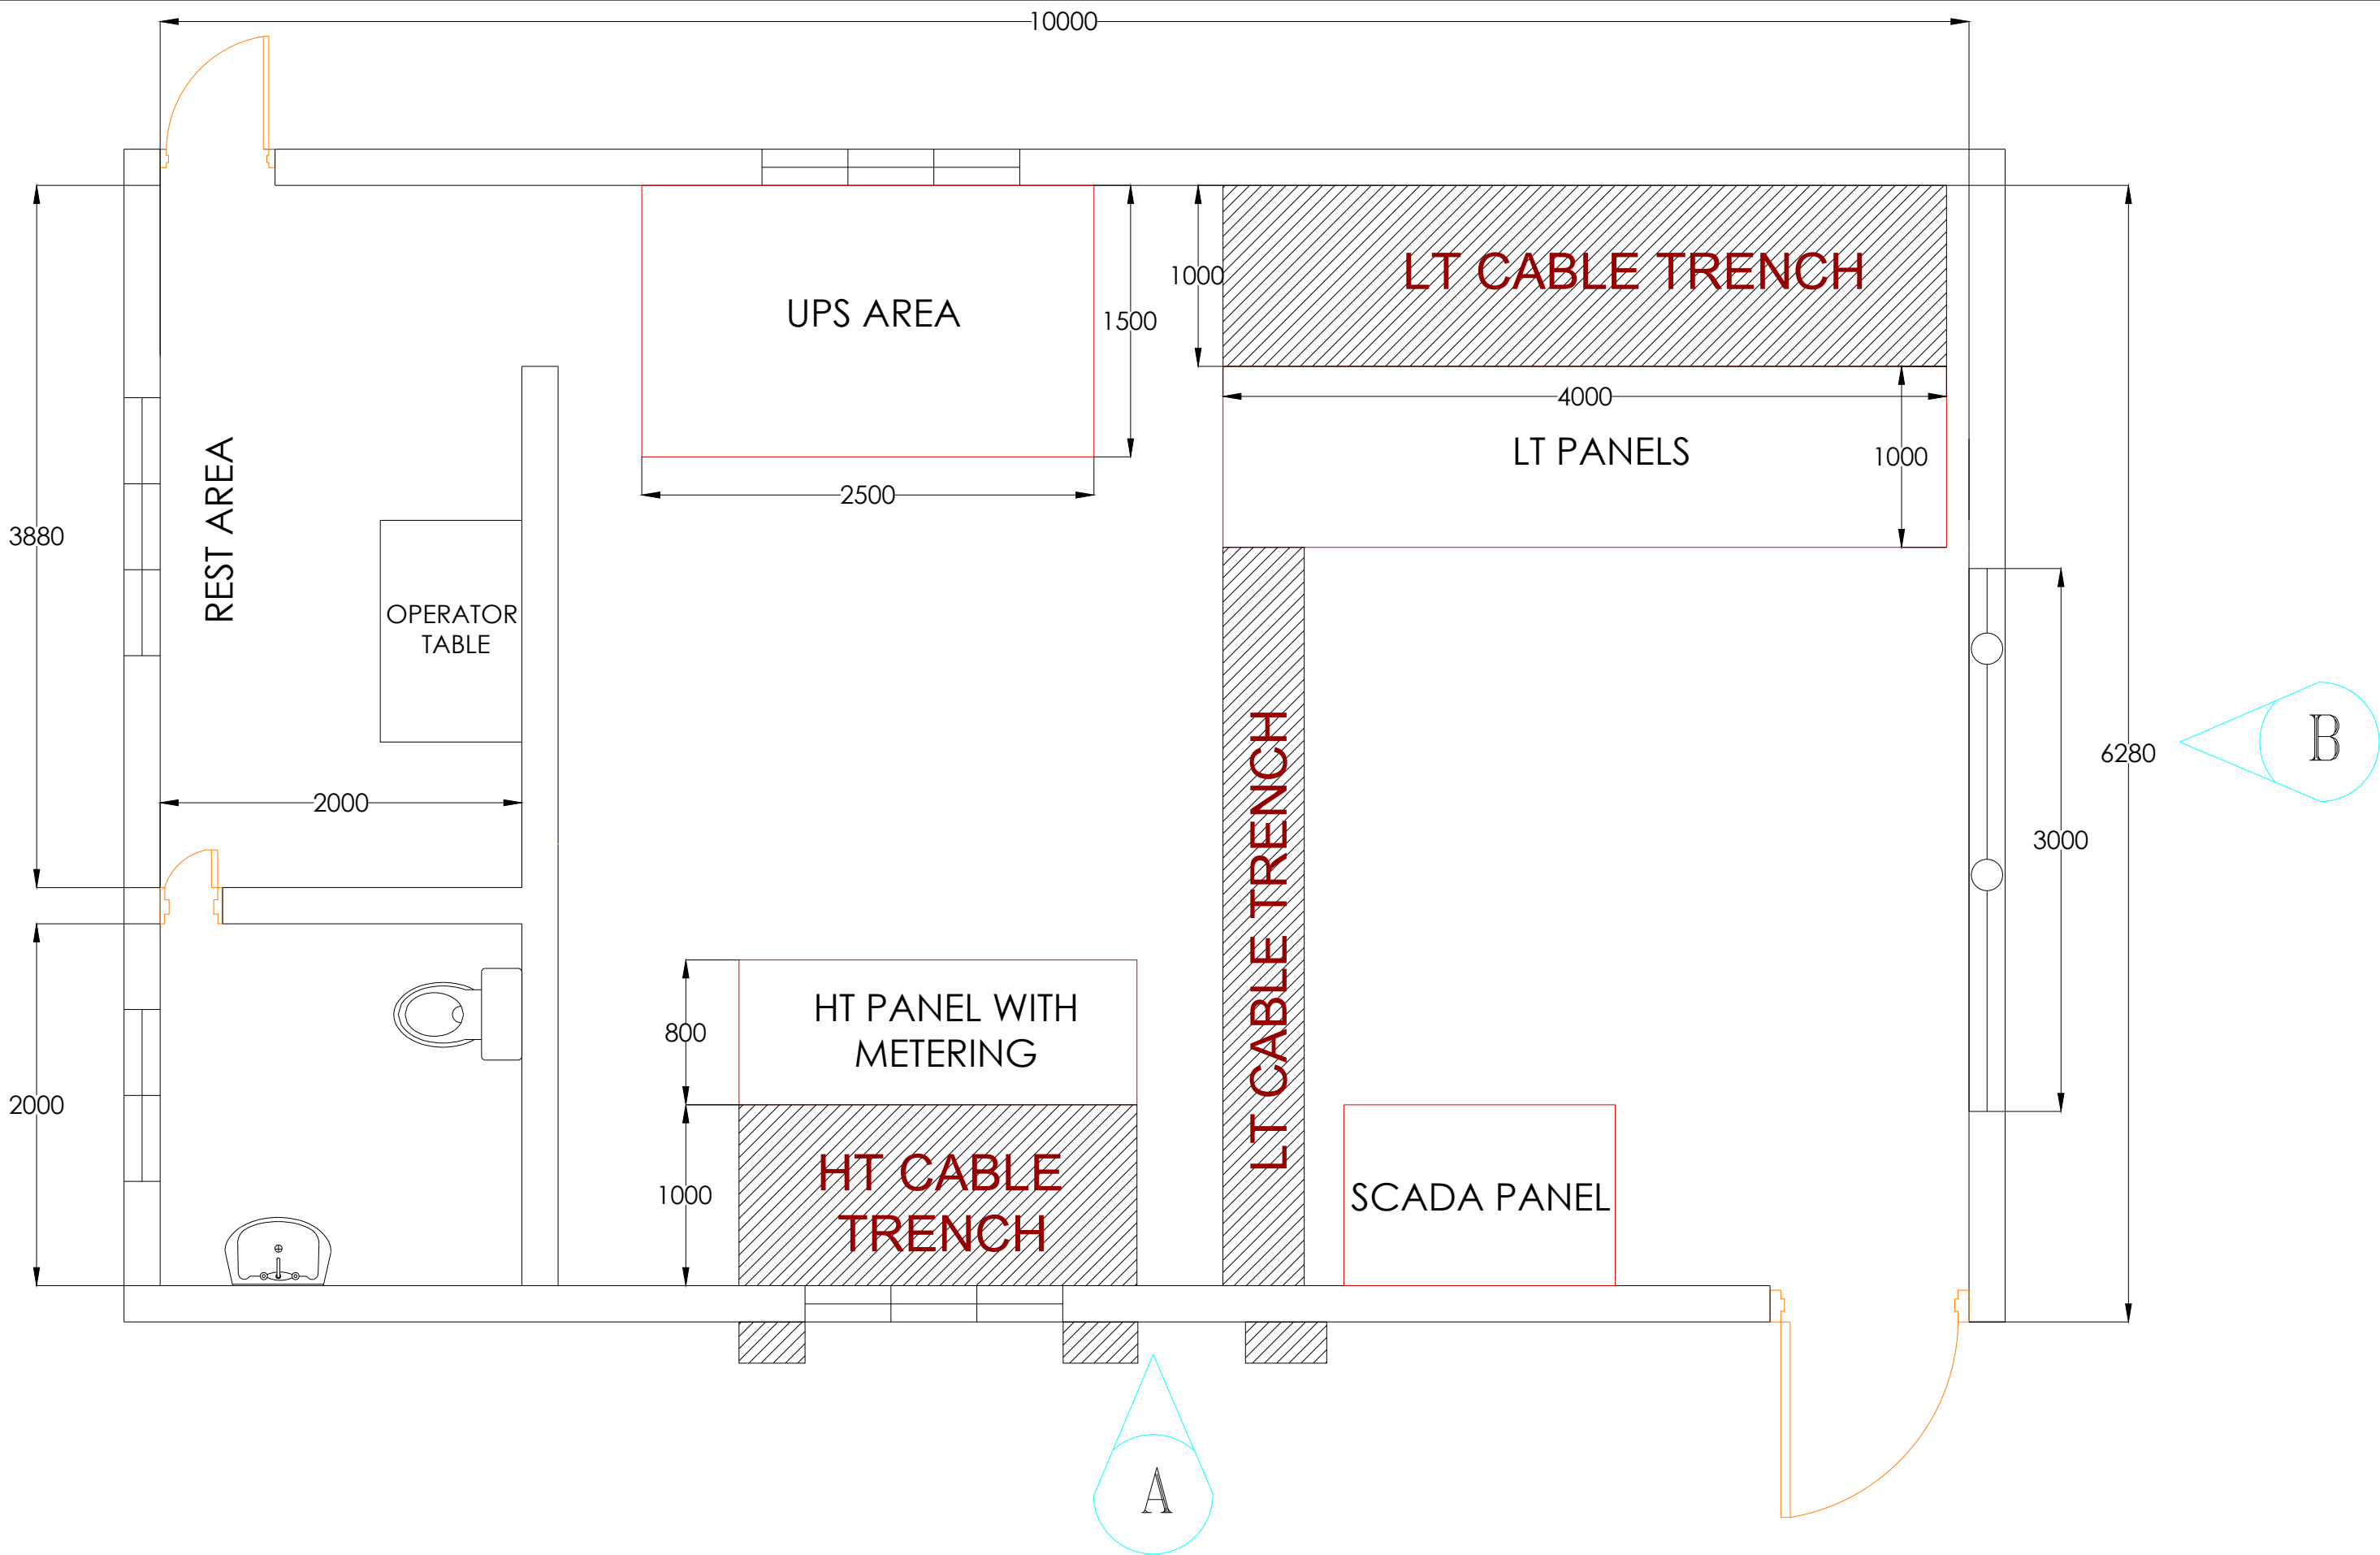 10000
LT CABLE TRENCH
1000
UPS AREA
1500
4000
LT PANELS
1000
2500
REST AREA
3880
OPERATOR
TABLE
B
6280
2000
3000
LT CABLE TRENCH
HT PANEL WITH
METERING
800
2000
HT CABLE
TRENCH
1000
SCADA PANEL
A